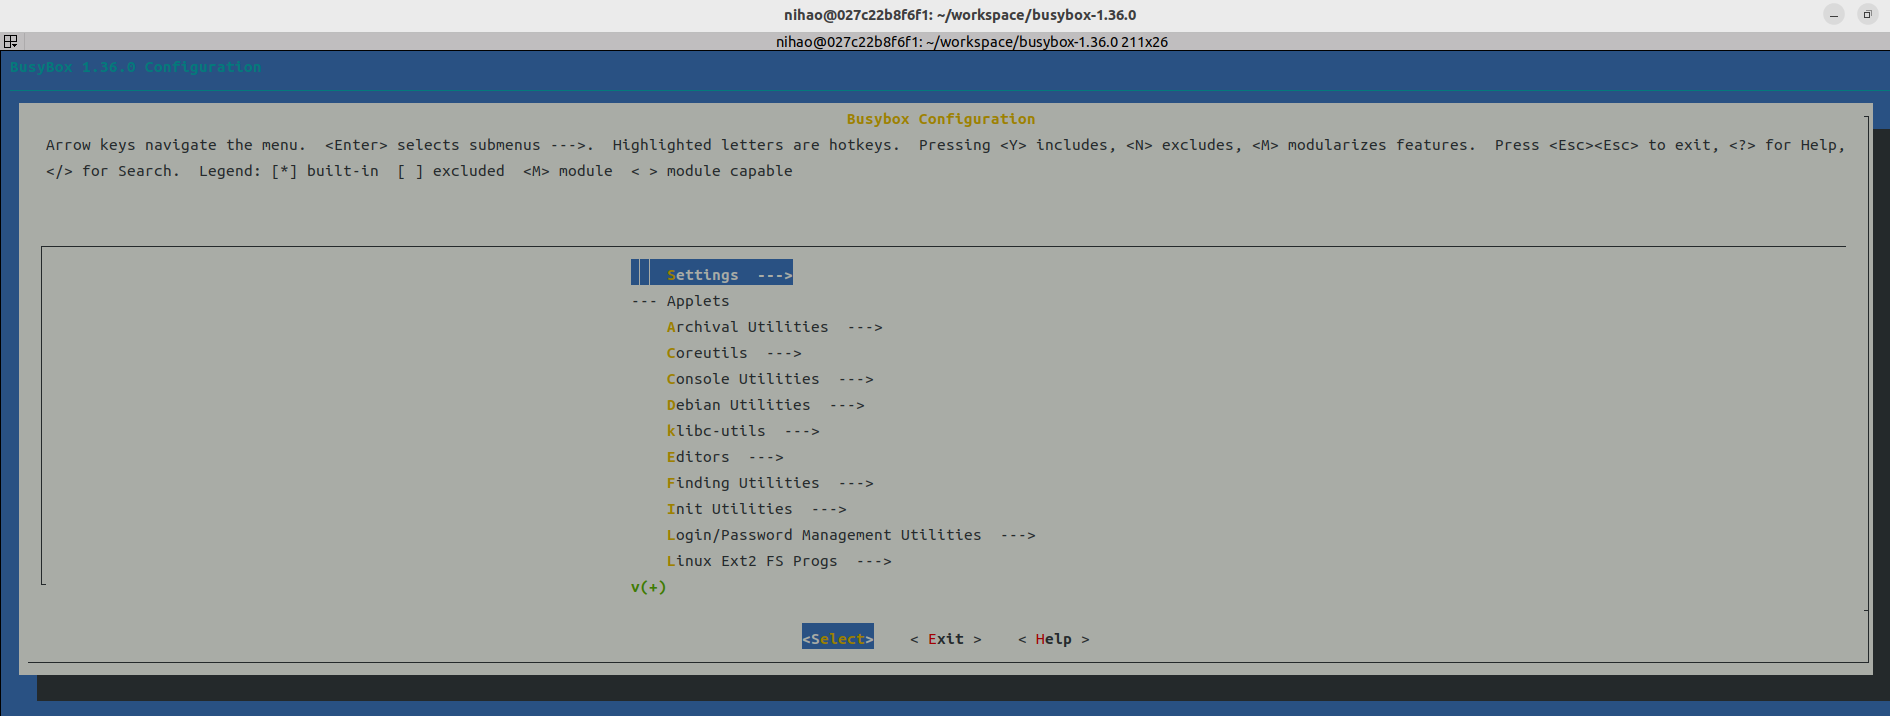 nihao@027c22b8f6f1: ~/workspace/busybox-1.36.0
nihao@027c22b8f6f1: ~/workspace/busybox-1.36.0 211x26
BusyBox 1.36.0 Configuration
Busybox Configuration
Arrow keys navigate the menu.  <Enter> selects submenus --->.  Highlighted letters are hotkeys.  Pressing <Y> includes, <N> excludes, <M> modularizes features.  Press <Esc><Esc> to exit, <?> for Help,
</> for Search.  Legend: [*] built-in  [ ] excluded  <M> module  < > module capable
Settings  --->
--- Applets
Archival Utilities  --->
Coreutils  --->
Console Utilities  --->
Debian Utilities  --->
klibc-utils  --->
Editors  --->
Finding Utilities  --->
Init Utilities  --->
Login/Password Management Utilities  --->
Linux Ext2 FS Progs  --->
v(+)
<Select>    < Exit >    < Help >